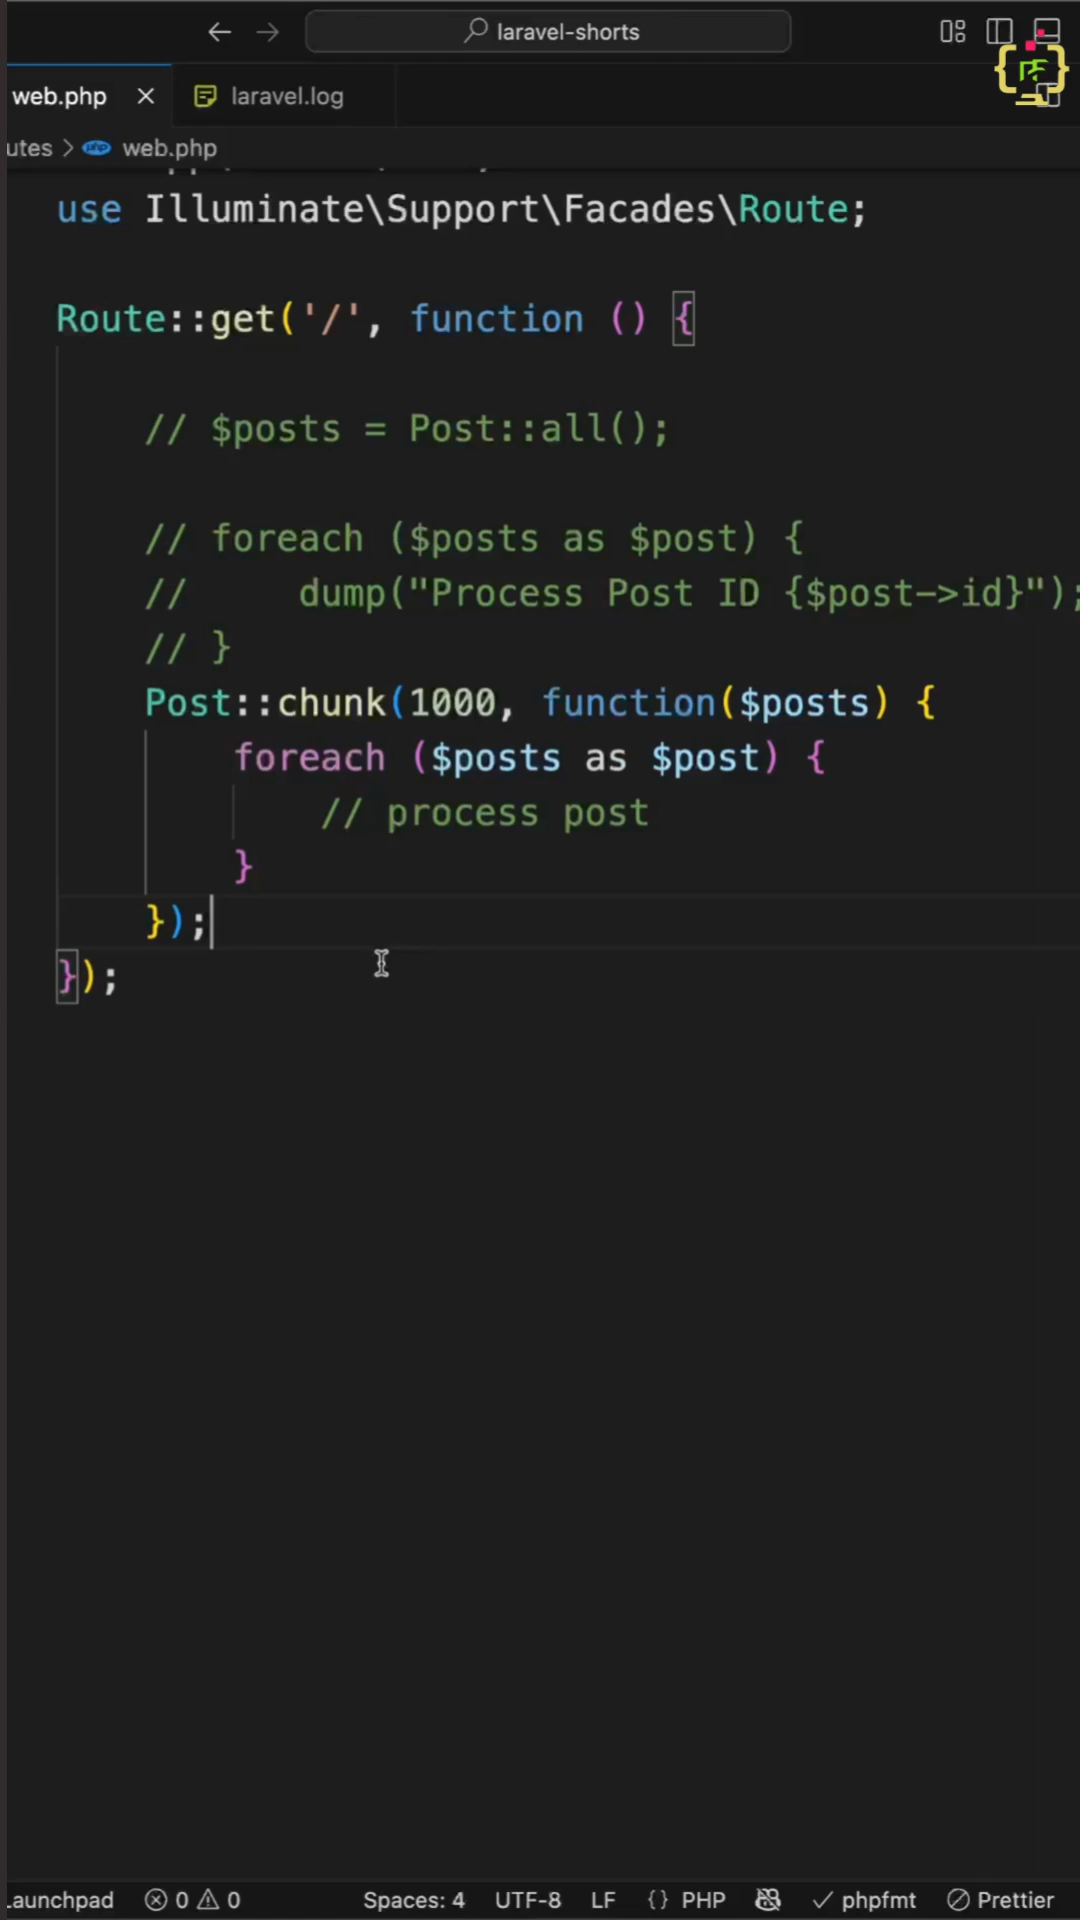 laravel-shorts
web.php
laravel.log
utes > web.php
use Illuminate\Support\Facades\Route;
Route::get('/', function () {
// $posts = Post::all();
// foreach ($posts as $post) {
//     dump("Process Post ID {$post->id}");
// }
Post::chunk(1000, function($posts) {
foreach ($posts as $post) {
// process post
}
});
});
Launchpad 0 0 Spaces: 4 UTF-8 LF {} PHP phpfmt Prettier